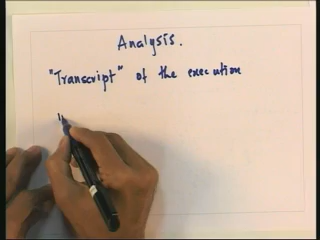 Analysis.
"Transcript" of the execution
"